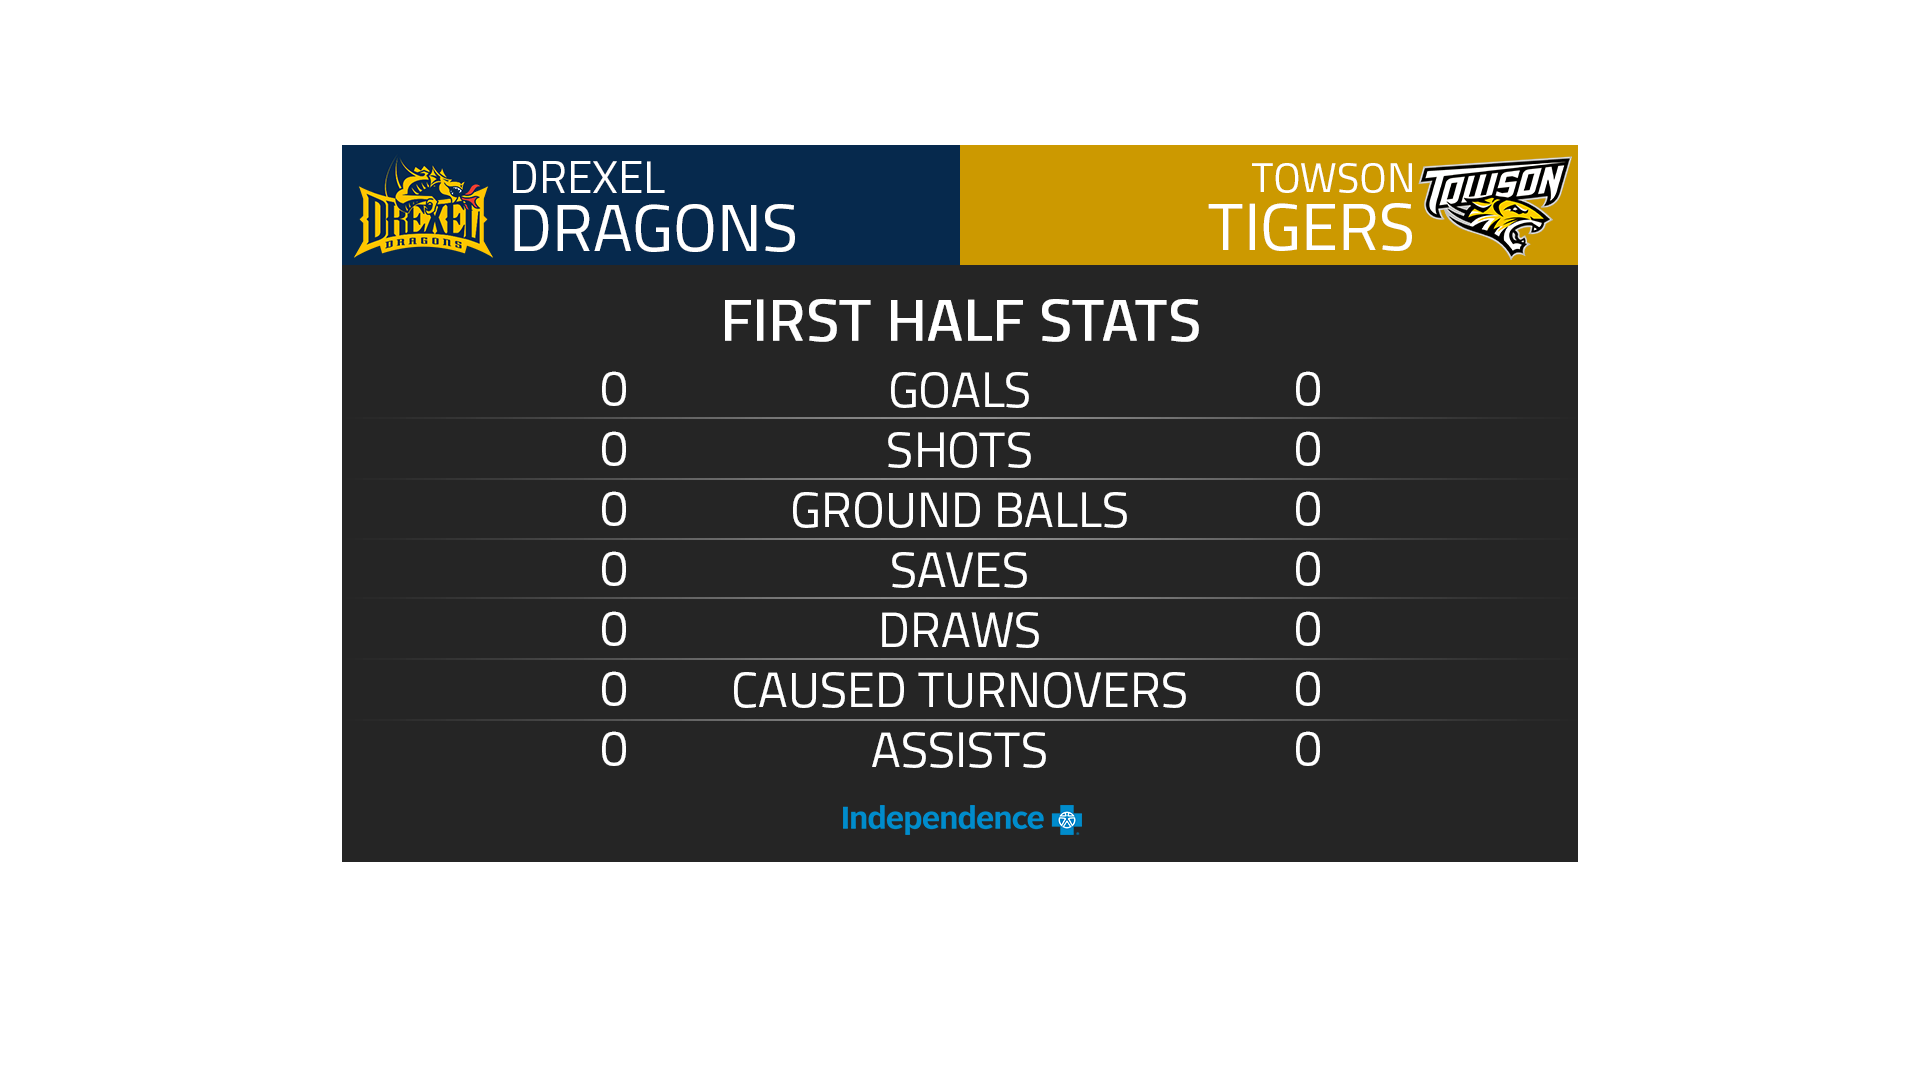 DREXEL
DRAGONS
DREXEL
DRAGONS
TOWSON
TIGERS
TOWSON
FIRST HALF STATS
0 GOALS 0
0 SHOTS 0
0 GROUND BALLS 0
0 SAVES 0
0 DRAWS 0
0 CAUSED TURNOVERS 0
0 ASSISTS 0
Independence